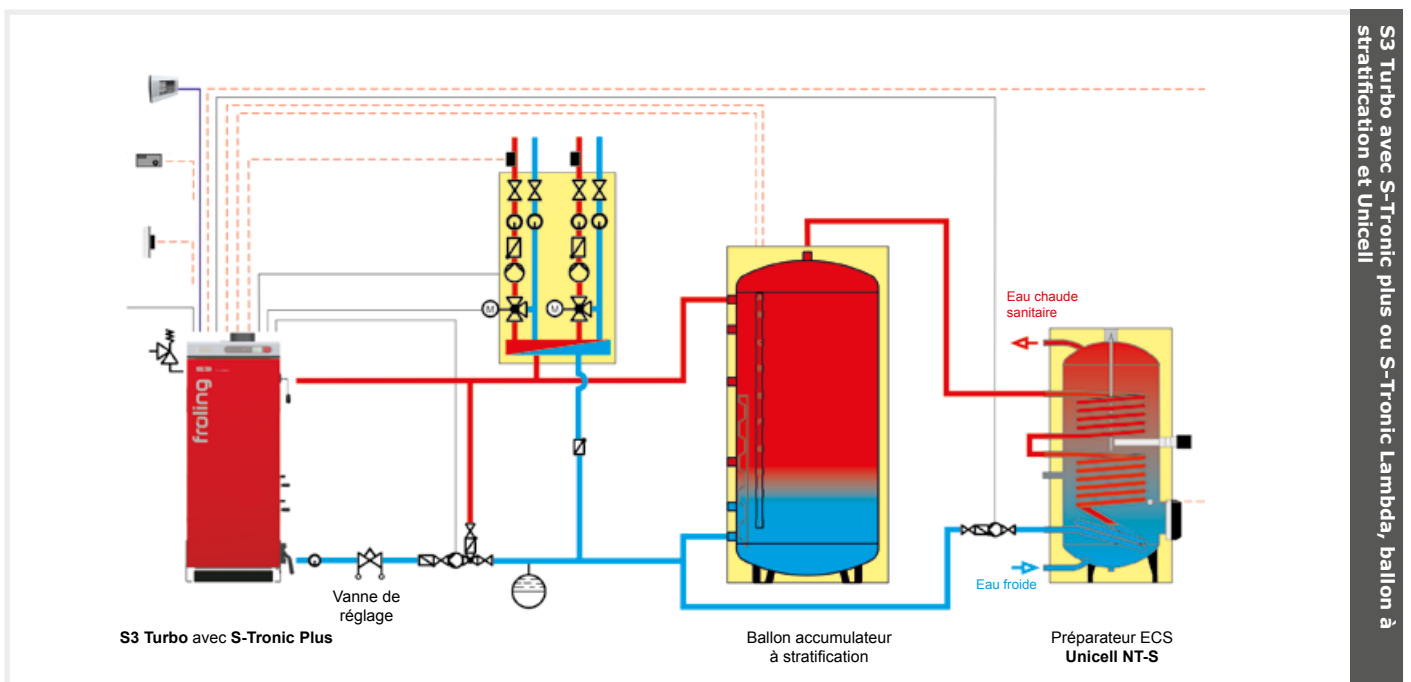 S3 Turbo avec S-Tronic plus ou S-Tronic Lambda, ballon à
stratification et Unicell
M
M
Eau chaude
sanitaire
froling
Eau froide
Vanne de
réglage
S3 Turbo avec S-Tronic Plus
Ballon accumulateur
à stratification
Préparateur ECS
Unicell NT-S